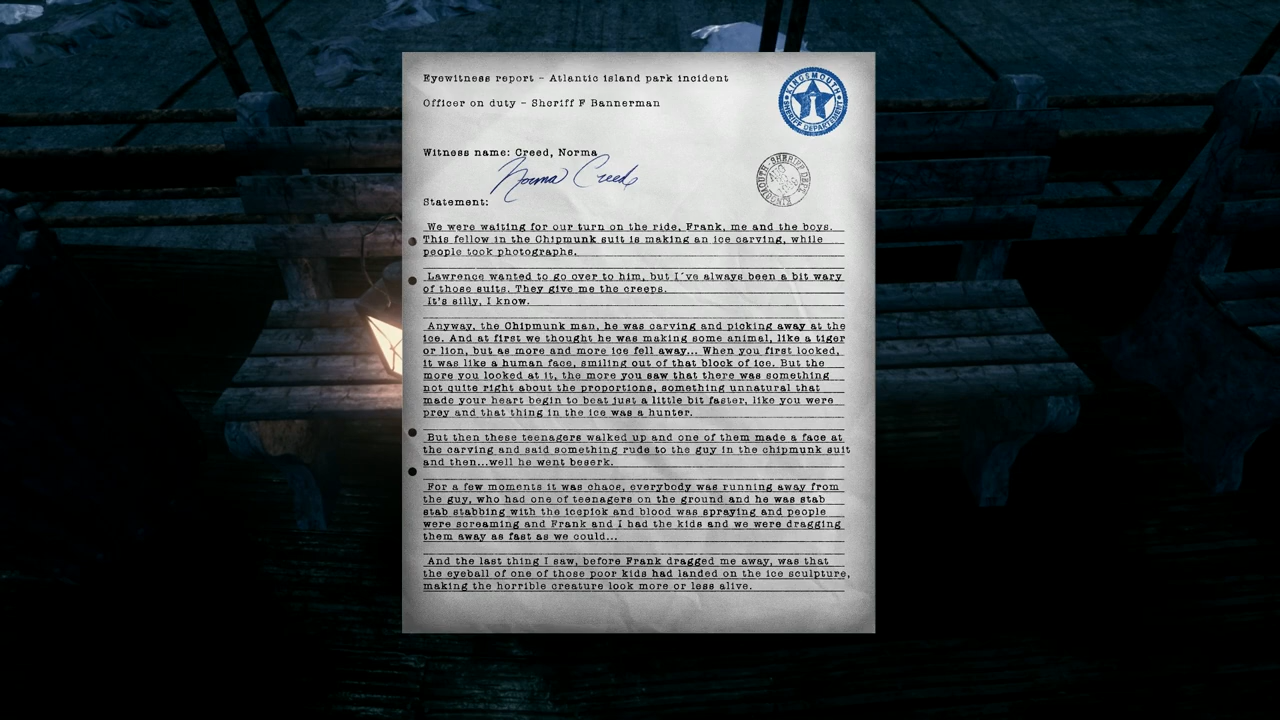 Eyewitness report - Atlantic island park incident
Officer on duty - Sheriff F Bannerman
KINGSMOUTH
SHERIFF DEPARTEMENT
Witness name: Creed, Norma
Norma Creed
Statement:
We were waiting for our turn on the ride, Frank, me and the boys.
This fellow in the Chipmunk suit is making an ice carving, while
people took photographs.
Lawrence wanted to go over to him, but I´ve always been a bit wary
of those suits. They give me the creeps.
It's silly, I know.
Anyway, the Chipmunk man, he was carving and picking away at the
ice. And at first we thought he was making some animal, like a tiger
or lion, but as more and more ice fell away... When you first looked,
it was like a human face, smiling out of that block of ice. But the
more you looked at it, the more you saw that there was something
not quite right about the proportions, something unnatural that
made your heart begin to beat just a little bit faster, like you were
prey and that thing in the ice was a hunter.
But then these teenagers walked up and one of them made a face at
the carving and said something rude to the guy in the chipmunk suit
and then...well he went beserk.
For a few moments it was chaos, everybody was running away from
the guy, who had one of teenagers on the ground and he was stab
stab stabbing with the icepick and blood was spraying and people
were screaming and Frank and I had the kids and we were dragging
them away as fast as we could...
And the last thing I saw, before Frank dragged me away, was that
the eyeball of one of those poor kids had landed on the ice sculpture,
making the horrible creature look more or less alive.